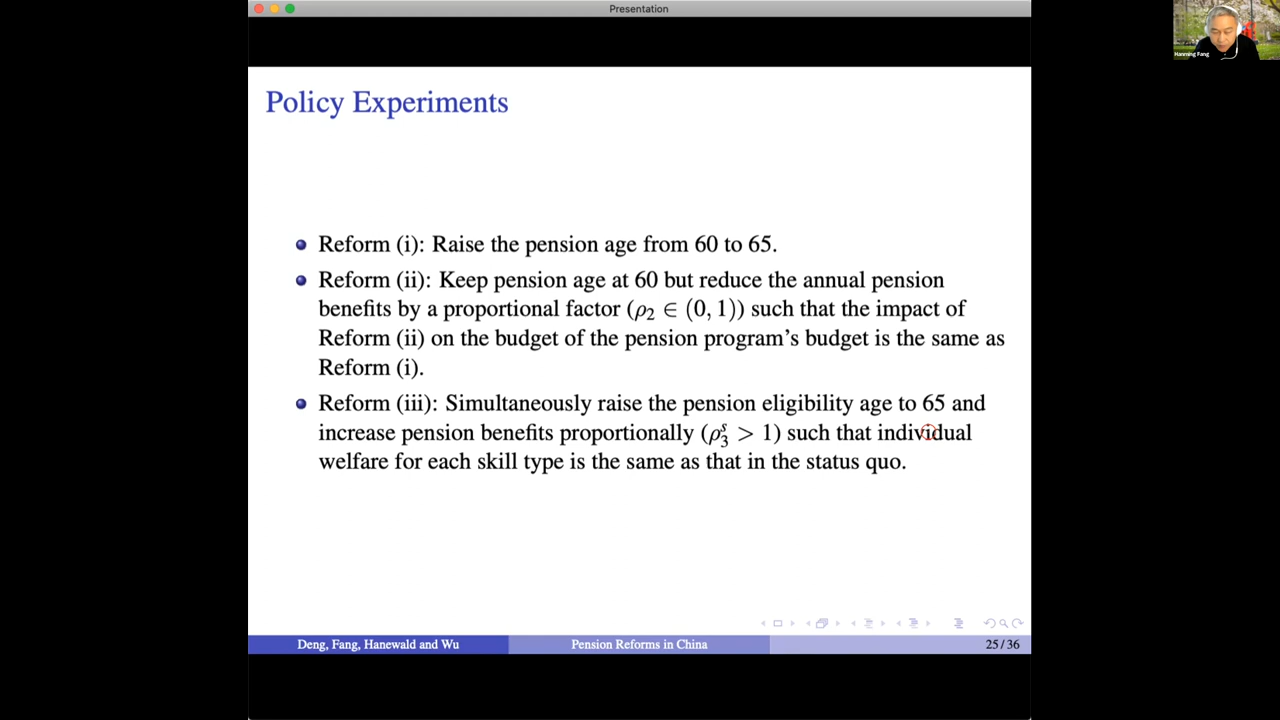 Presentation
Hanming Fang
Policy Experiments
Reform (i): Raise the pension age from 60 to 65.
Reform (ii): Keep pension age at 60 but reduce the annual pension
benefits by a proportional factor (ρ₂ ∈ (0, 1)) such that the impact of
Reform (ii) on the budget of the pension program's budget is the same as
Reform (i).
Reform (iii): Simultaneously raise the pension eligibility age to 65 and
increase pension benefits proportionally (ρ₃ˢ > 1) such that individual
welfare for each skill type is the same as that in the status quo.
Deng, Fang, Hanewald and Wu
Pension Reforms in China
25 / 36